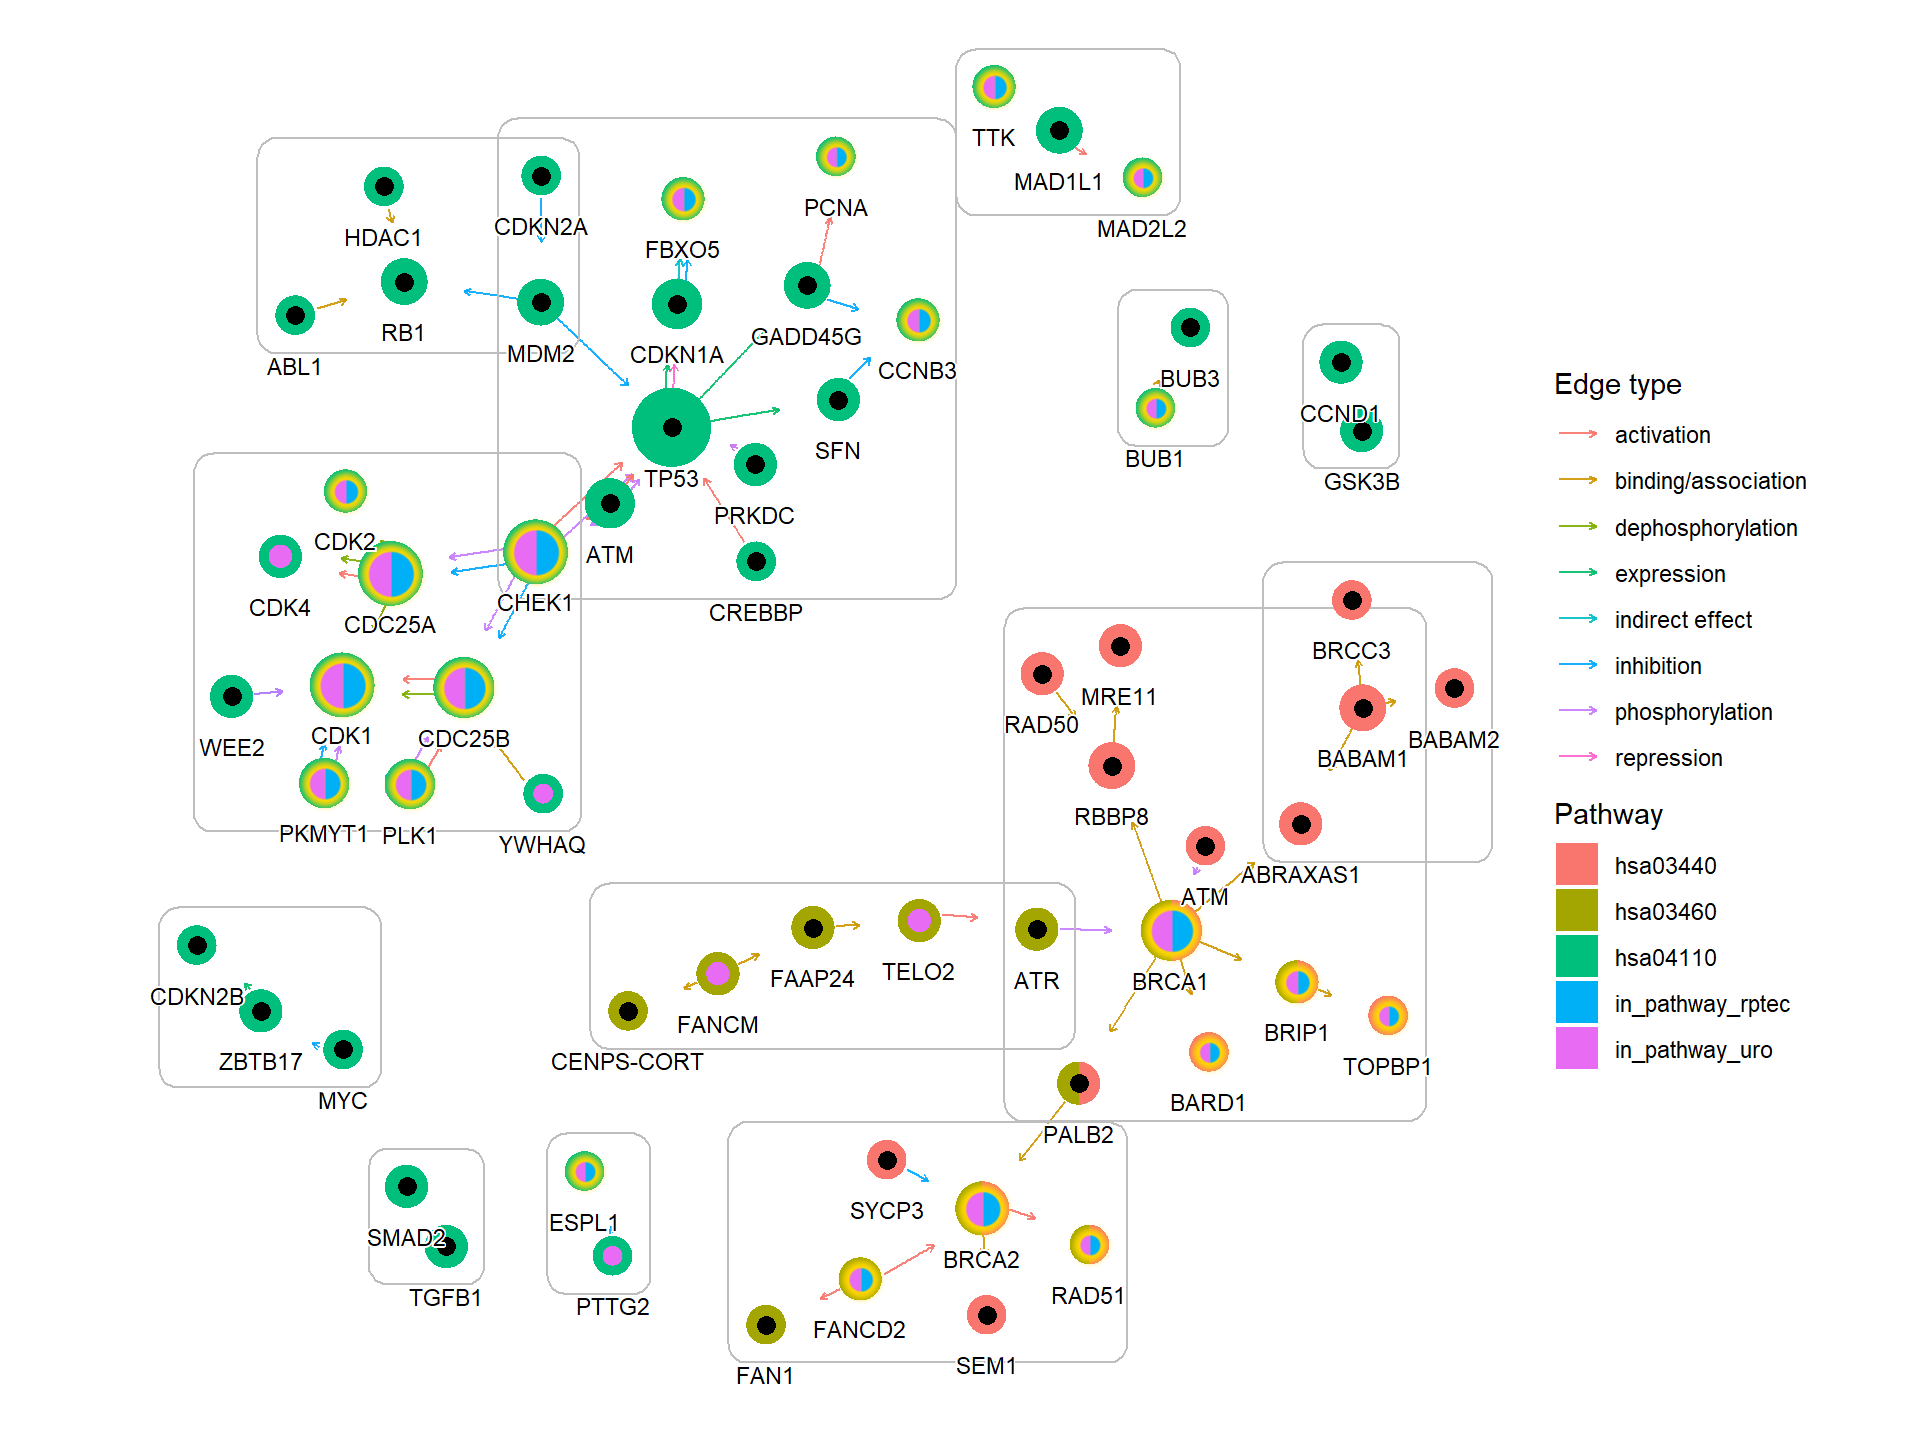 TTK
MAD1L1
MAD2L2
PCNA
HDAC1
CDKN2A
FBXO5
RB1
ABL1
MDM2
CDKN1A
GADD45G
CCNB3
BUB3
BUB1
CCND1
GSK3B
SFN
TP53
PRKDC
ATM
CREBBP
CDK2
CDK4
CDC25A
CHEK1
WEE2
CDK1
CDC25B
PKMYT1
PLK1
YWHAQ
MRE11
RAD50
BRCC3
BABAM1
BABAM2
RBBP8
ABRAXAS1
ATM
FAAP24
TELO2
ATR
BRCA1
FANCM
CENPS-CORT
BRIP1
TOPBP1
BARD1
PALB2
CDKN2B
ZBTB17
MYC
SMAD2
TGFB1
ESPL1
PTTG2
SYCP3
BRCA2
RAD51
FANCD2
FAN1
SEM1
Edge type
activation
binding/association
dephosphorylation
expression
indirect effect
inhibition
phosphorylation
repression
Pathway
hsa03440
hsa03460
hsa04110
in_pathway_rptec
in_pathway_uro